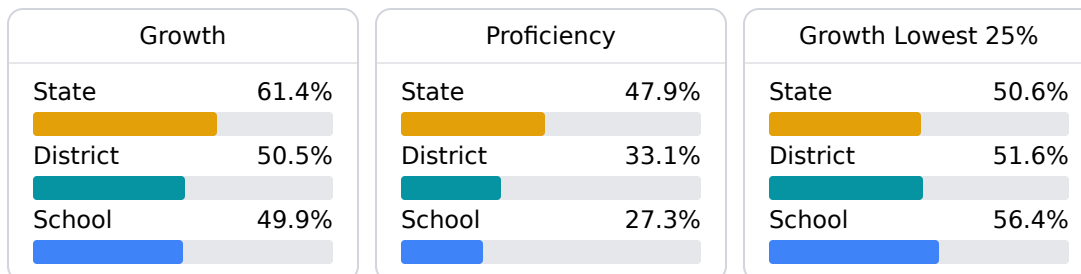 Growth
State 61.4%
District 50.5%
School 49.9%
Proficiency
State 47.9%
District 33.1%
School 27.3%
Growth Lowest 25%
State 50.6%
District 51.6%
School 56.4%